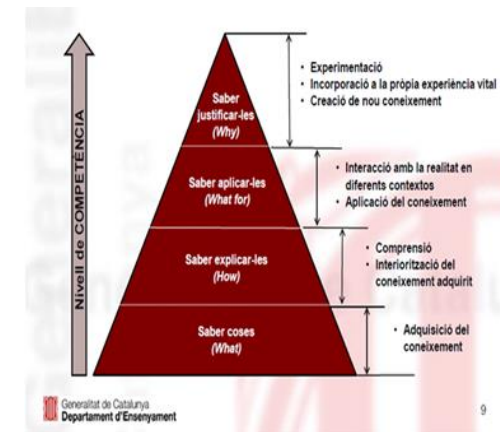 Nivell de COMPETÈNCIA
Saber
justificar-les
(Why)
• Experimentació
• Incorporació a la pròpia experiència vital
• Creació de nou coneixement
Saber aplicar-les
(What for)
• Interacció amb la realitat en
diferents contextos
• Aplicació del coneixement
Saber explicar-les
(How)
• Comprensió
• Interiorització del
coneixement adquirit
Saber coses
(What)
• Adquisició del
coneixement
Generalitat de Catalunya
Departament d'Ensenyament
9